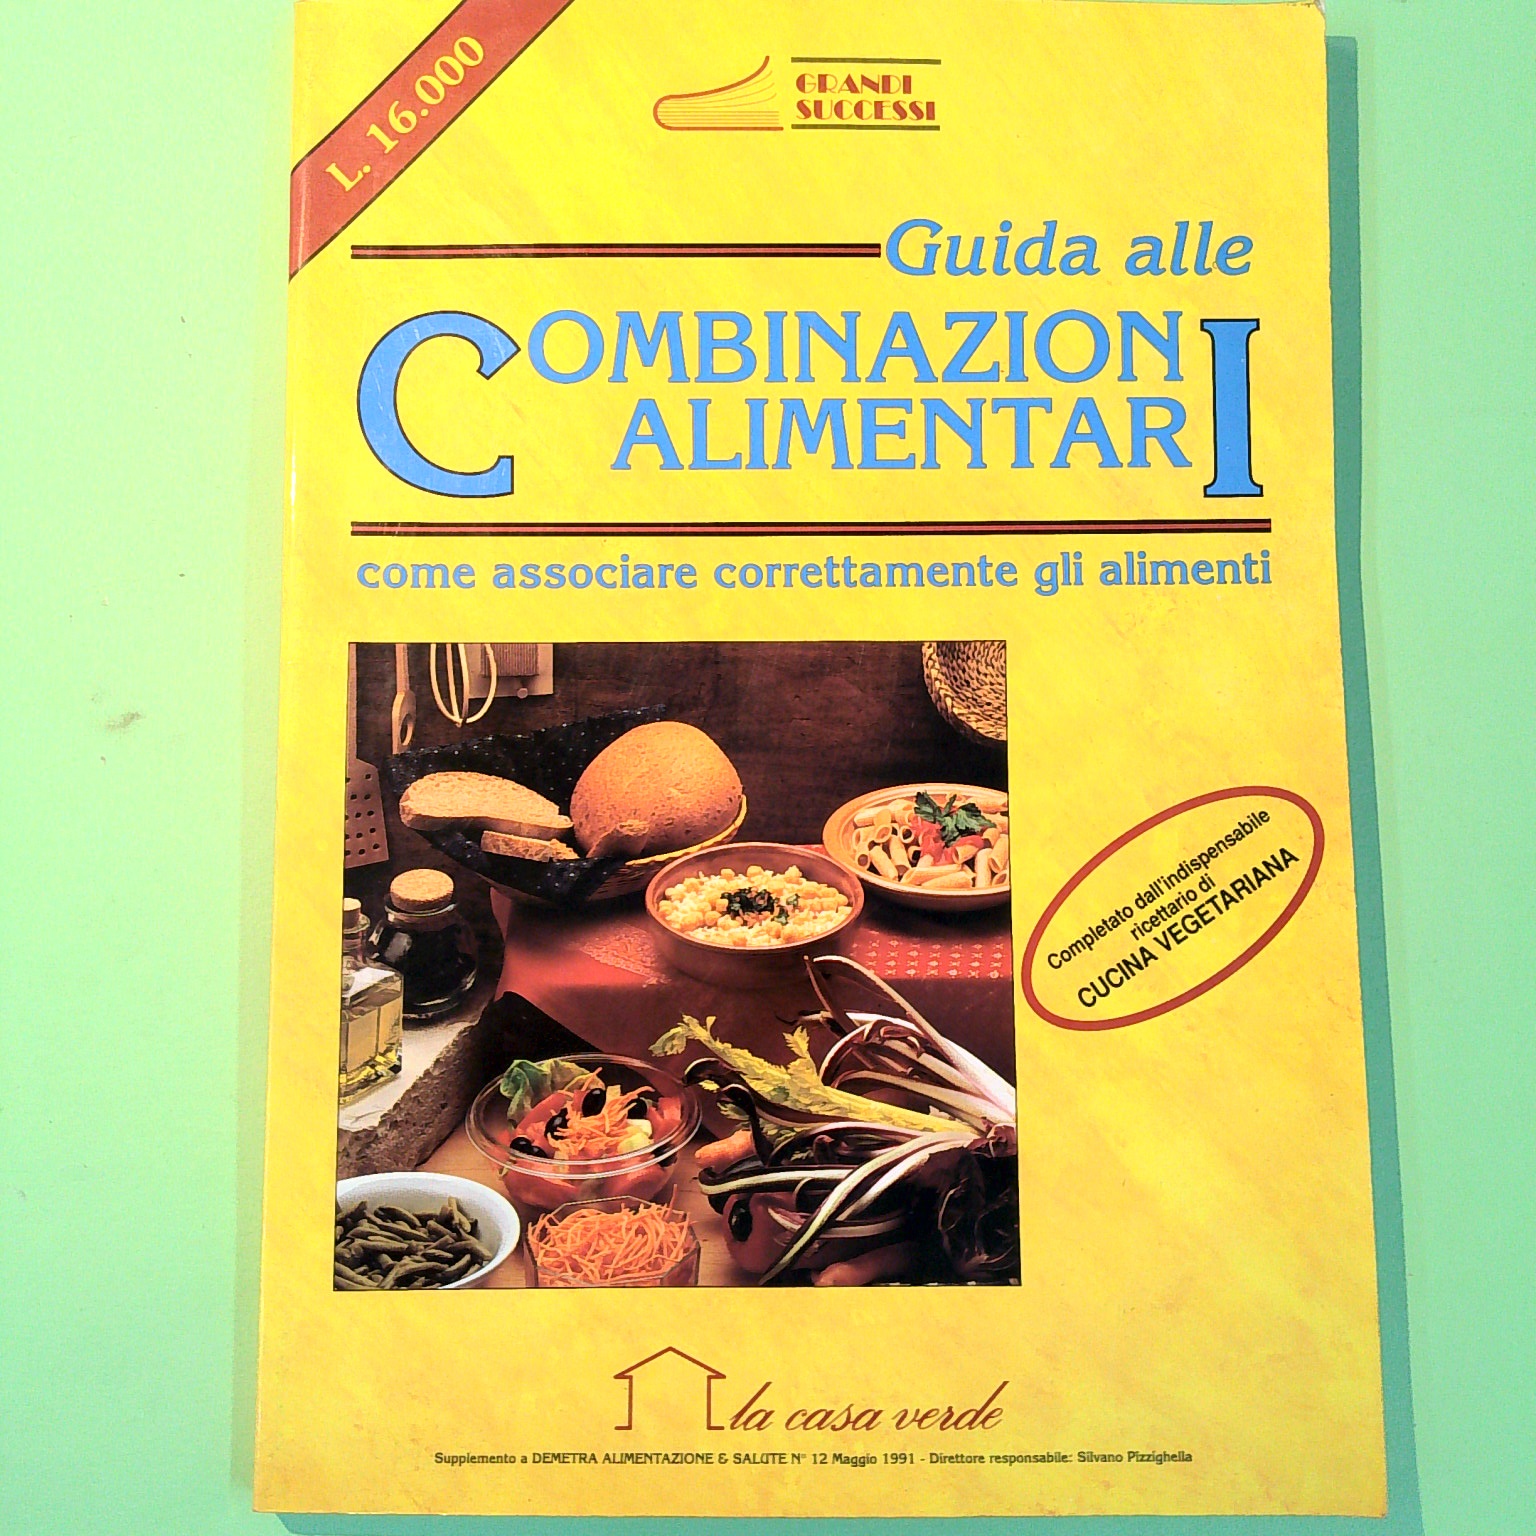 L. 16.000
GRANDI
SUCCESSI
Guida alle
COMBINAZIONI
ALIMENTARI
come associare correttamente gli alimenti
Completato dall'indispensabile
ricettario di
CUCINA VEGETARIANA
la casa verde
Supplemento a DEMETRA ALIMENTAZIONE & SALUTE N° 12 Maggio 1991 - Direttore responsabile: Silvano Pizzighella